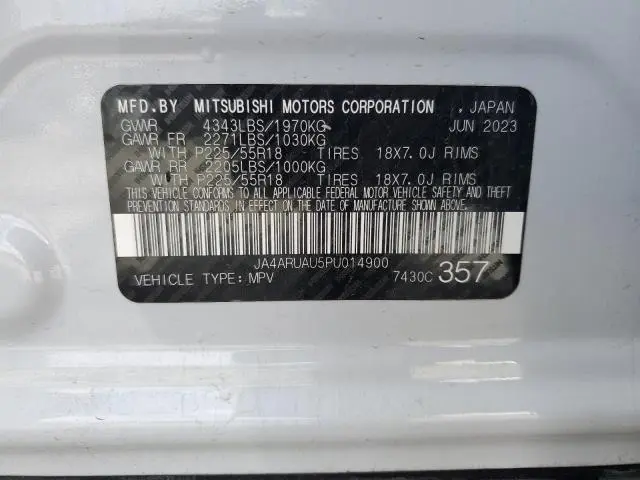 MFD.BY MITSUBISHI MOTORS CORPORATION , JAPAN
GVWR 4343LBS/1970KG JUN 2023
GAWR FR 2271LBS/1030KG
WITH P225/55R18 TIRES 18X7.0J RIMS
GAWR RR 2205LBS/1000KG
WITH P225/55R18 TIRES 18X7.0J RIMS
THIS VEHICLE CONFORMS TO ALL APPLICABLE FEDERAL MOTOR VEHICLE SAFETY AND THEFT
PREVENTION STANDARDS IN EFFECT ON THE DATE OF MANUFACTURE SHOWN ABOVE.
JA4ARUAU5PU014900
VEHICLE TYPE: MPV 7430C 357